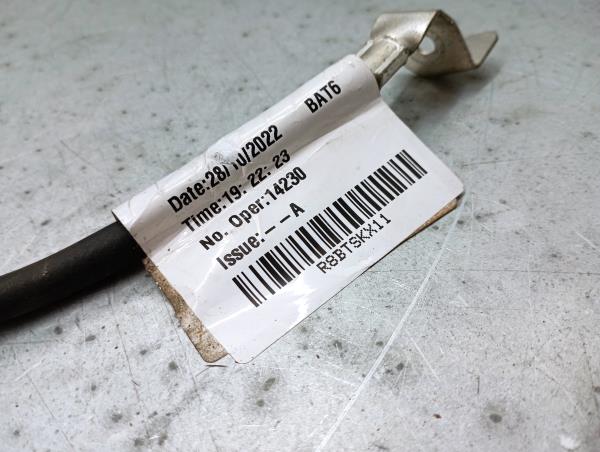 Date:28/10/2022 BAT6
Time:19: 22: 23
No. Oper:14230
Issue:- -A
R8BTSKX11